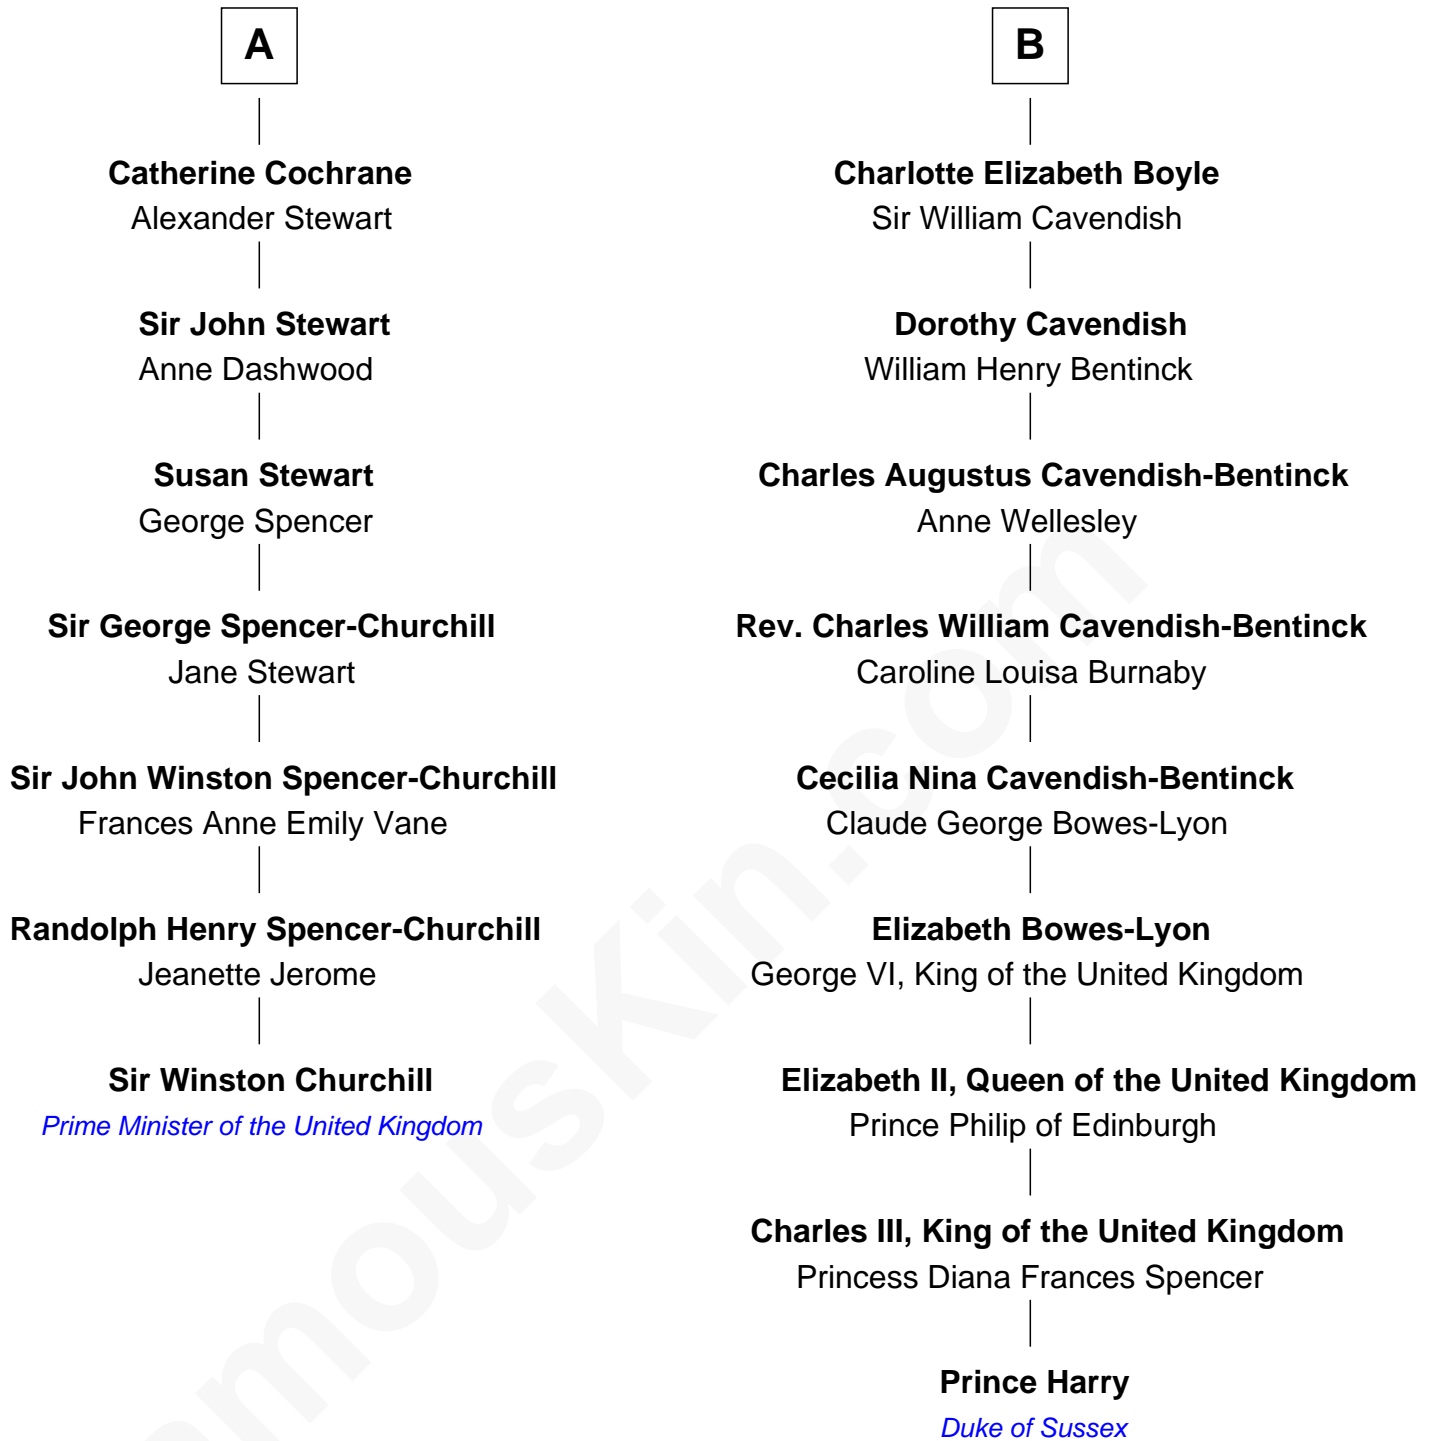 A
Catherine Cochrane
Alexander Stewart
Sir John Stewart
Anne Dashwood
Susan Stewart
George Spencer
Sir George Spencer-Churchill
Jane Stewart
Sir John Winston Spencer-Churchill
Frances Anne Emily Vane
Randolph Henry Spencer-Churchill
Jeanette Jerome
Sir Winston Churchill
Prime Minister of the United Kingdom
B
Charlotte Elizabeth Boyle
Sir William Cavendish
Dorothy Cavendish
William Henry Bentinck
Charles Augustus Cavendish-Bentinck
Anne Wellesley
Rev. Charles William Cavendish-Bentinck
Caroline Louisa Burnaby
Cecilia Nina Cavendish-Bentinck
Claude George Bowes-Lyon
Elizabeth Bowes-Lyon
George VI, King of the United Kingdom
Elizabeth II, Queen of the United Kingdom
Prince Philip of Edinburgh
Charles III, King of the United Kingdom
Princess Diana Frances Spencer
Prince Harry
Duke of Sussex
amouskin.com